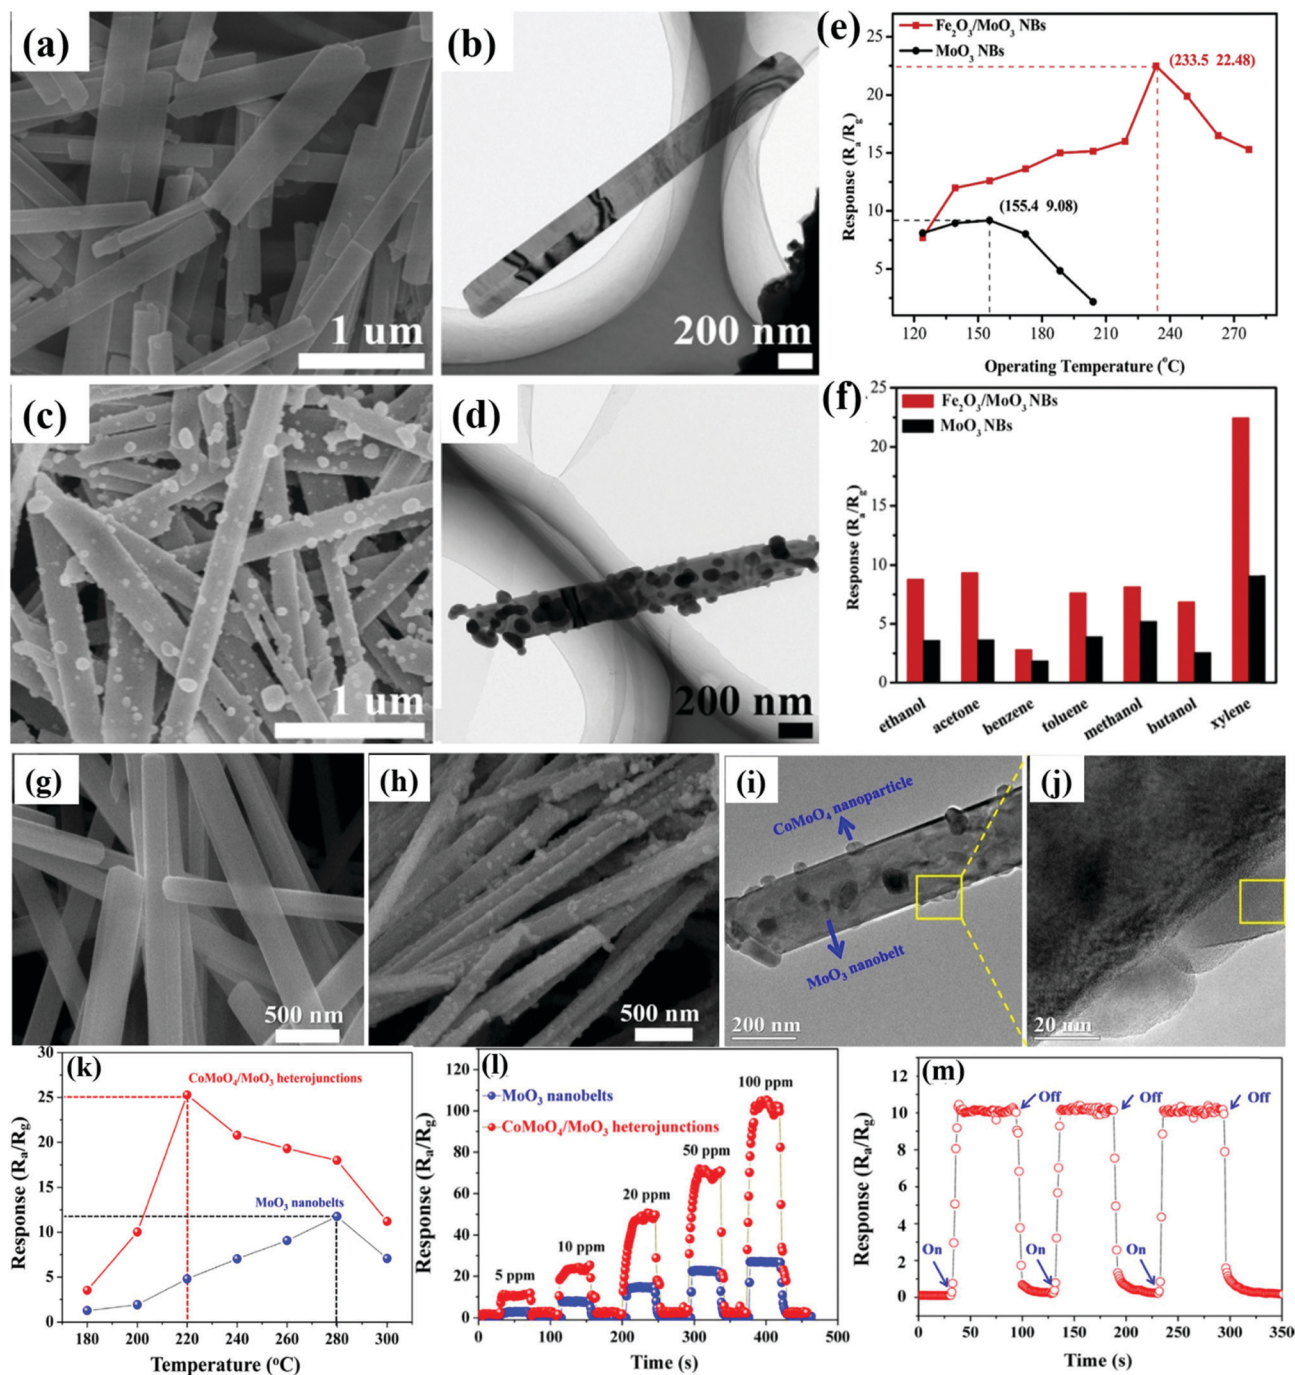 (a)
1 um
(b)
200 nm
(e)
Fe₂O₃/MoO₃ NBs
MoO₃ NBs
(233.5 22.48)
(155.4 9.08)
Response (Rₐ/R_g)
25
20
15
10
5
120 150 180 210 240 270
Operating Temperature (°C)
(c)
1 um
(d)
200 nm
(f)
Fe₂O₃/MoO₃ NBs
MoO₃ NBs
Response (Rₐ/R_g)
25
20
15
10
5
0
ethanol acetone benzene toluene methanol butanol xylene
(g)
500 nm
(h)
500 nm
(i)
CoMoO₄ nanoparticle
MoO₃ nanobelt
200 nm
(j)
20 nm
(k)
CoMoO₄/MoO₃ heterojunctions
MoO₃ nanobelts
Response (Rₐ/R_g)
30
25
20
15
10
5
0
180 200 220 240 260 280 300
Temperature (°C)
(l)
MoO₃ nanobelts
CoMoO₄/MoO₃ heterojunctions
5 ppm
10 ppm
20 ppm
50 ppm
100 ppm
Response (Rₐ/R_g)
120
100
80
60
40
20
0
0 100 200 300 400 500
Time (s)
(m)
Off Off Off
On On On
Response (Rₐ/R_g)
12
10
8
6
4
2
0
0 50 100 150 200 250 300 350
Time (s)